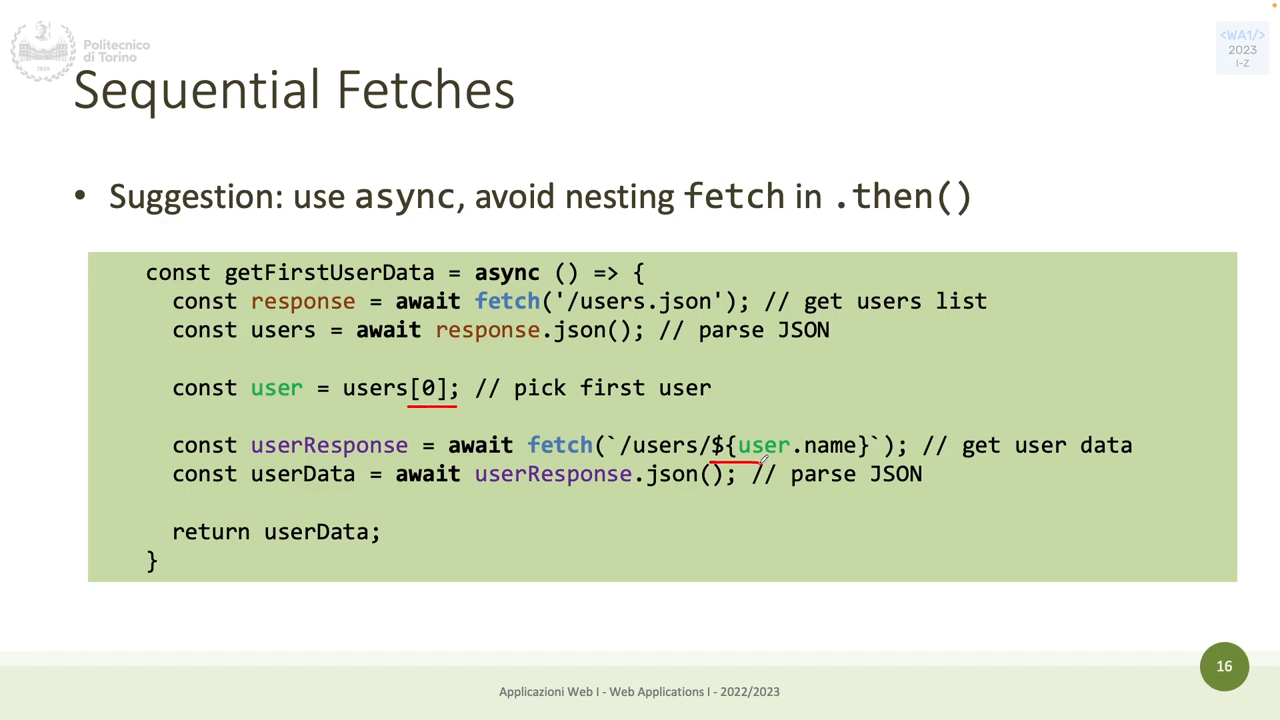 Politecnico
di Torino
1859
<WA1/>
2023
I-Z
Sequential Fetches
• Suggestion: use async, avoid nesting fetch in .then()
const getFirstUserData = async () => {
const response = await fetch('/users.json'); // get users list
const users = await response.json(); // parse JSON
const user = users[0]; // pick first user
const userResponse = await fetch(`/users/${user.name}`); // get user data
const userData = await userResponse.json(); // parse JSON
return userData;
}
16
Applicazioni Web I - Web Applications I - 2022/2023